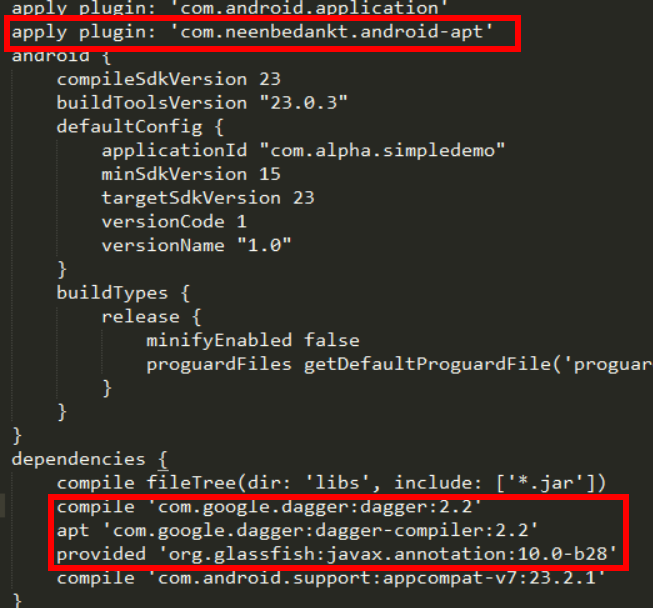 apply plugin: 'com.android.application'
apply plugin: 'com.neenbedankt.android-apt'
android {
    compileSdkVersion 23
    buildToolsVersion "23.0.3"
    defaultConfig {
        applicationId "com.alpha.simpledemo"
        minSdkVersion 15
        targetSdkVersion 23
        versionCode 1
        versionName "1.0"
    }
    buildTypes {
        release {
            minifyEnabled false
            proguardFiles getDefaultProguardFile('proguar
        }
    }
}
dependencies {
    compile fileTree(dir: 'libs', include: ['*.jar'])
    compile 'com.google.dagger:dagger:2.2'
    apt 'com.google.dagger:dagger-compiler:2.2'
    provided 'org.glassfish:javax.annotation:10.0-b28'
    compile 'com.android.support:appcompat-v7:23.2.1'
}